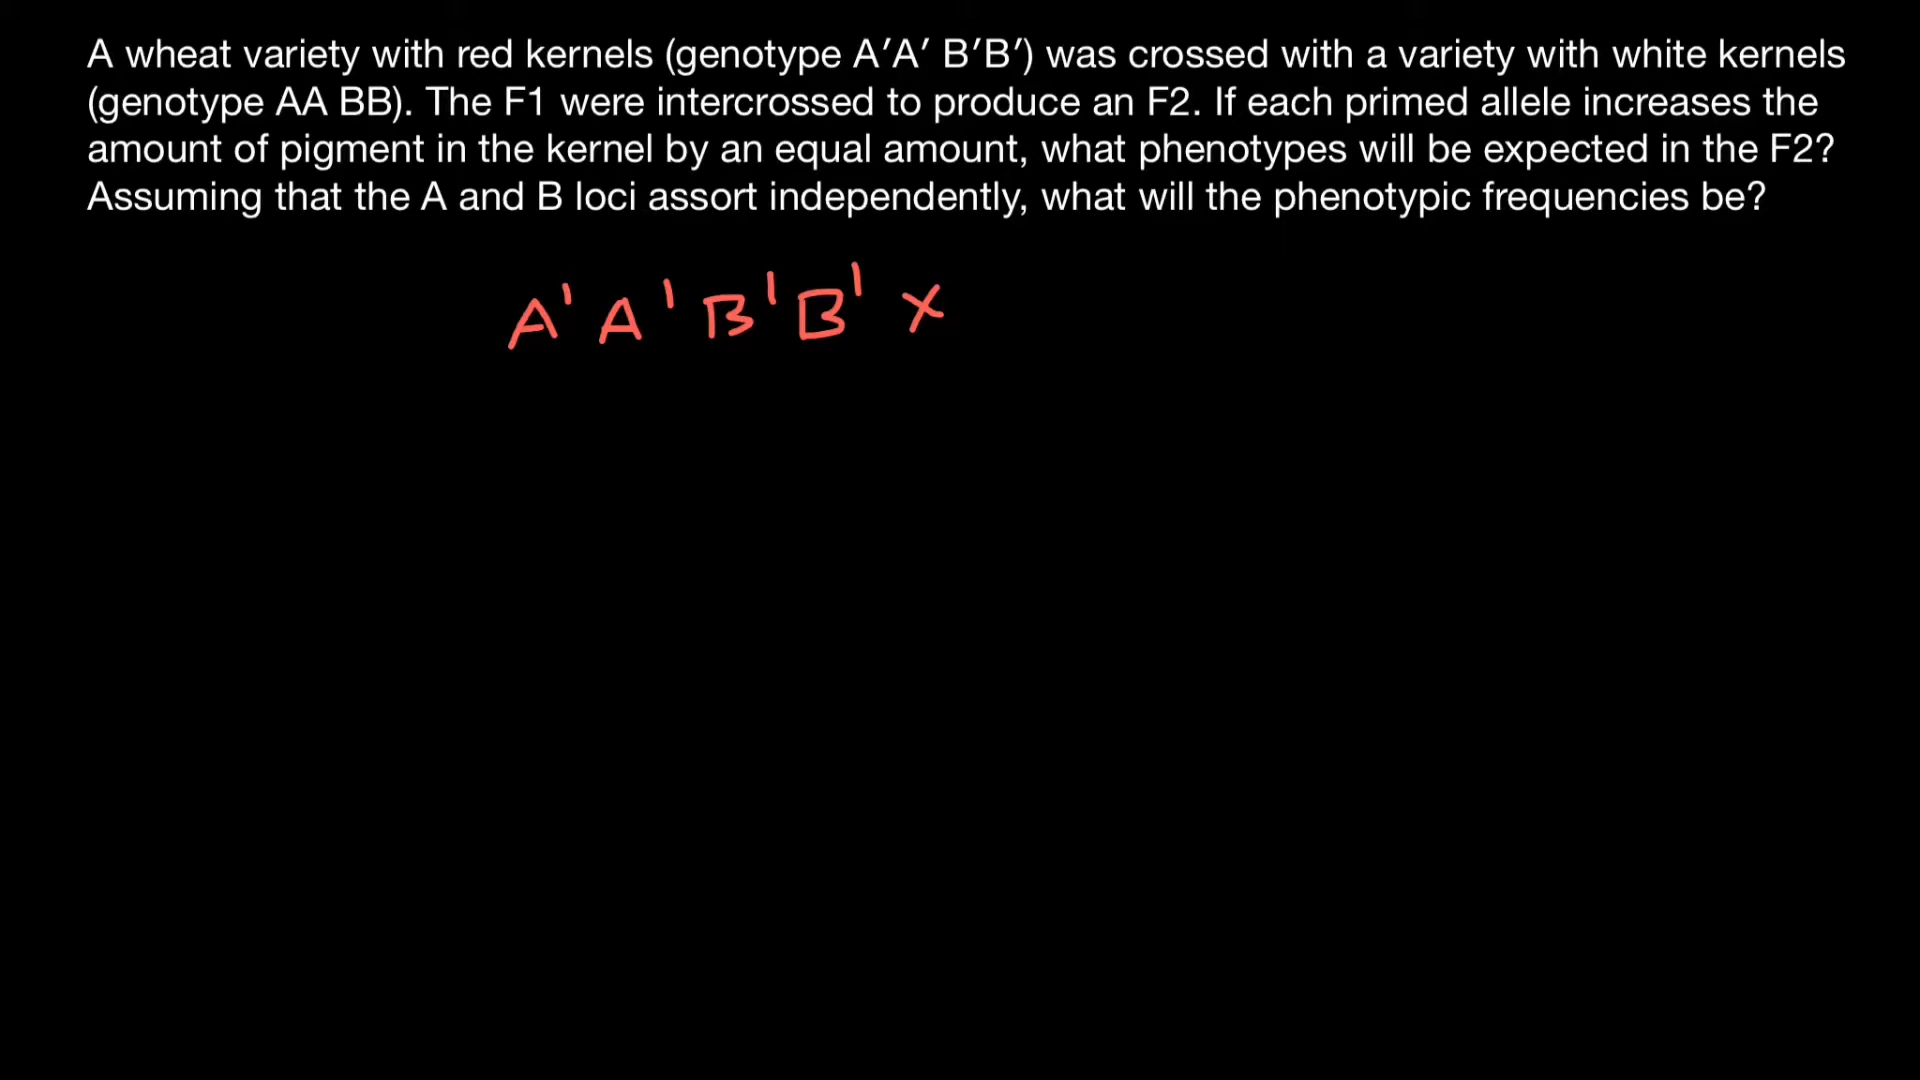 A wheat variety with red kernels (genotype A′A′ B′B′) was crossed with a variety with white kernels
(genotype AA BB). The F1 were intercrossed to produce an F2. If each primed allele increases the
amount of pigment in the kernel by an equal amount, what phenotypes will be expected in the F2?
Assuming that the A and B loci assort independently, what will the phenotypic frequencies be?
A'A'B'B' x